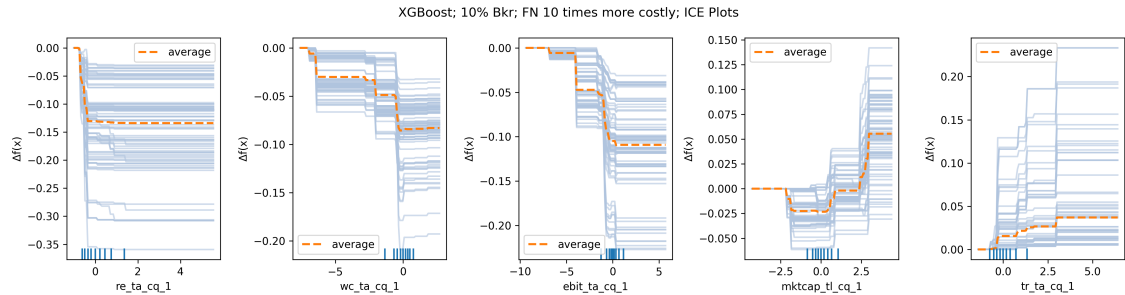 XGBoost; 10% Bkr; FN 10 times more costly; ICE Plots
Δf(x)
0.00
−0.05
−0.10
−0.15
−0.20
−0.25
−0.30
−0.35
average
0 2 4
re_ta_cq_1
Δf(x)
0.00
−0.05
−0.10
−0.15
−0.20
average
−5 0
wc_ta_cq_1
Δf(x)
0.00
−0.05
−0.10
−0.15
−0.20
average
−10 −5 0 5
ebit_ta_cq_1
Δf(x)
0.150
0.125
0.100
0.075
0.050
0.025
0.000
−0.025
−0.050
average
−2.5 0.0 2.5
mktcap_tl_cq_1
Δf(x)
0.20
0.15
0.10
0.05
0.00
average
0.0 2.5 5.0
tr_ta_cq_1